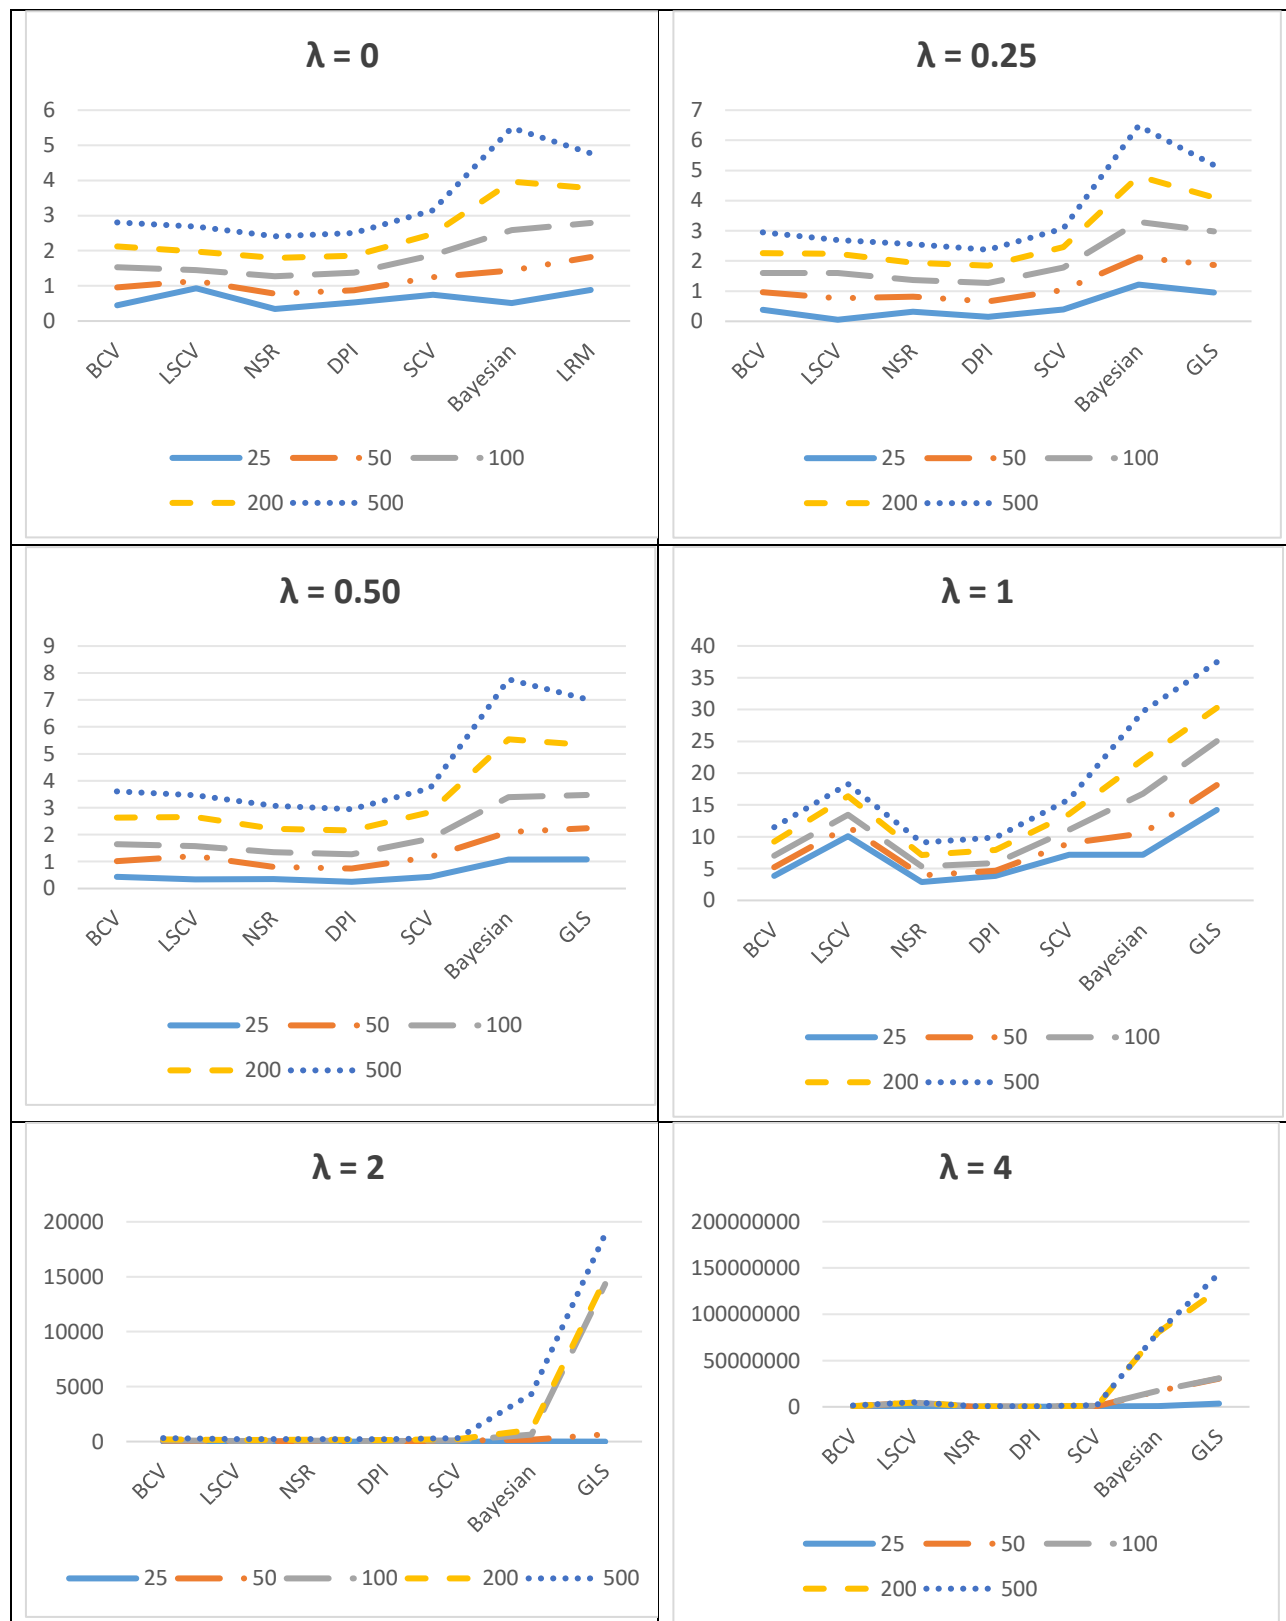 λ = 0
6
5
4
3
2
1
0
BCV
LSCV
NSR
DPI
SCV
Bayesian
LRM
25
50
100
200
500
λ = 0.25
7
6
5
4
3
2
1
0
BCV
LSCV
NSR
DPI
SCV
Bayesian
GLS
25
50
100
200
500
λ = 0.50
9
8
7
6
5
4
3
2
1
0
BCV
LSCV
NSR
DPI
SCV
Bayesian
GLS
25
50
100
200
500
λ = 1
40
35
30
25
20
15
10
5
0
BCV
LSCV
NSR
DPI
SCV
Bayesian
GLS
25
50
100
200
500
λ = 2
20000
15000
10000
5000
0
BCV
LSCV
NSR
DPI
SCV
Bayesian
GLS
25
50
100
200
500
λ = 4
200000000
150000000
100000000
50000000
0
BCV
LSCV
NSR
DPI
SCV
Bayesian
GLS
25
50
100
200
500